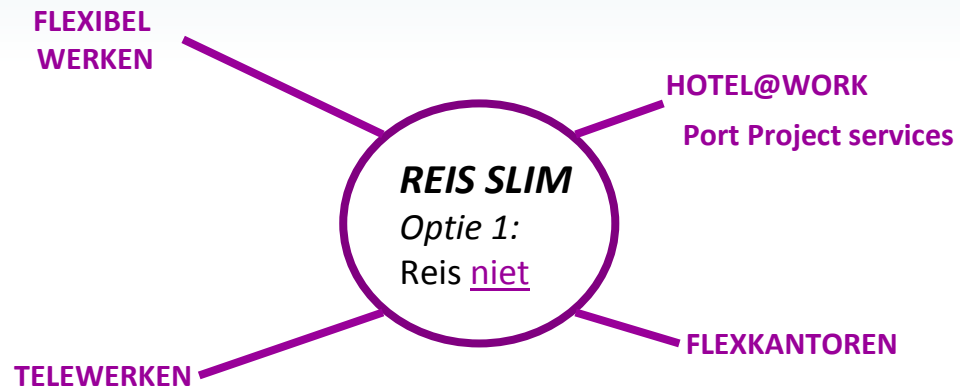 FLEXIBEL
WERKEN
HOTEL@WORK
Port Project services
REIS SLIM
Optie 1:
Reis niet
FLEXKANTOREN
TELEWERKEN